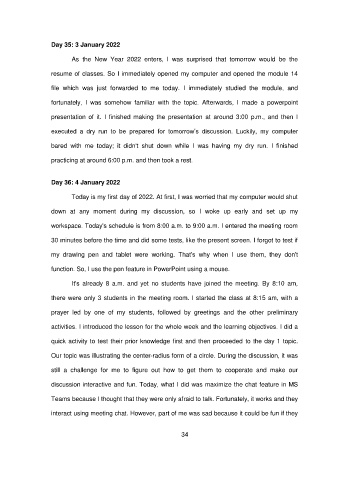 Day 35: 3 January 2022
As the New Year 2022 enters, I was surprised that tomorrow would be the
resume of classes. So I immediately opened my computer and opened the module 14
file which was just forwarded to me today. I immediately studied the module, and
fortunately, I was somehow familiar with the topic. Afterwards, I made a powerpoint
presentation of it. I finished making the presentation at around 3:00 p.m., and then I
executed a dry run to be prepared for tomorrow's discussion. Luckily, my computer
bared with me today; it didn't shut down while I was having my dry run. I finished
practicing at around 6:00 p.m. and then took a rest.
Day 36: 4 January 2022
Today is my first day of 2022. At first, I was worried that my computer would shut
down at any moment during my discussion, so I woke up early and set up my
workspace. Today's schedule is from 8:00 a.m. to 9:00 a.m. I entered the meeting room
30 minutes before the time and did some tests, like the present screen. I forgot to test if
my drawing pen and tablet were working. That's why when I use them, they don't
function. So, I use the pen feature in PowerPoint using a mouse.
It's already 8 a.m. and yet no students have joined the meeting. By 8:10 am,
there were only 3 students in the meeting room. I started the class at 8:15 am, with a
prayer led by one of my students, followed by greetings and the other preliminary
activities. I introduced the lesson for the whole week and the learning objectives. I did a
quick activity to test their prior knowledge first and then proceeded to the day 1 topic.
Our topic was illustrating the center-radius form of a circle. During the discussion, it was
still a challenge for me to figure out how to get them to cooperate and make our
discussion interactive and fun. Today, what I did was maximize the chat feature in MS
Teams because I thought that they were only afraid to talk. Fortunately, it works and they
interact using meeting chat. However, part of me was sad because it could be fun if they
34